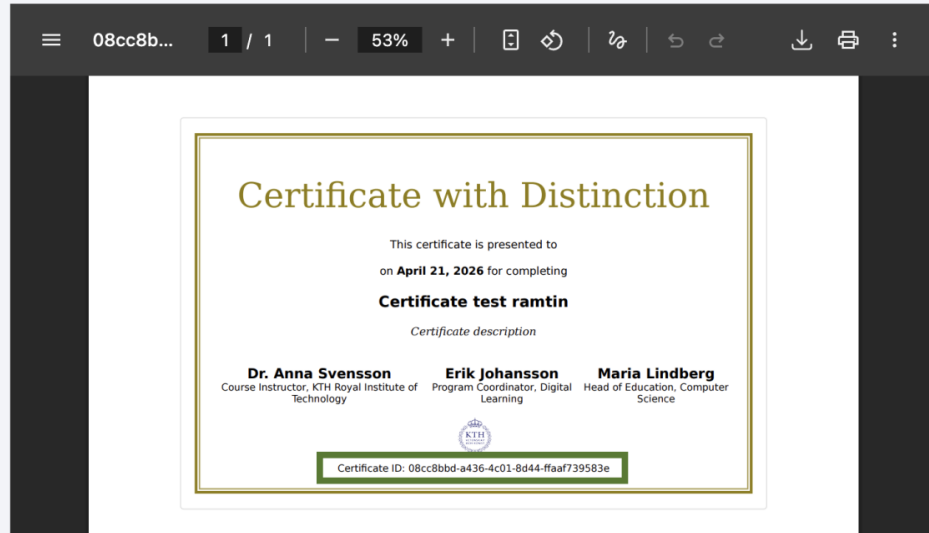 08cc8b... 1 / 1 53%
Certificate with Distinction
This certificate is presented to
on April 21, 2026 for completing
Certificate test ramtin
Certificate description
Dr. Anna Svensson
Course Instructor, KTH Royal Institute of
Technology
Erik Johansson
Program Coordinator, Digital
Learning
Maria Lindberg
Head of Education, Computer
Science
KTH
Certificate ID: 08cc8bbd-a436-4c01-8d44-ffaaf739583e